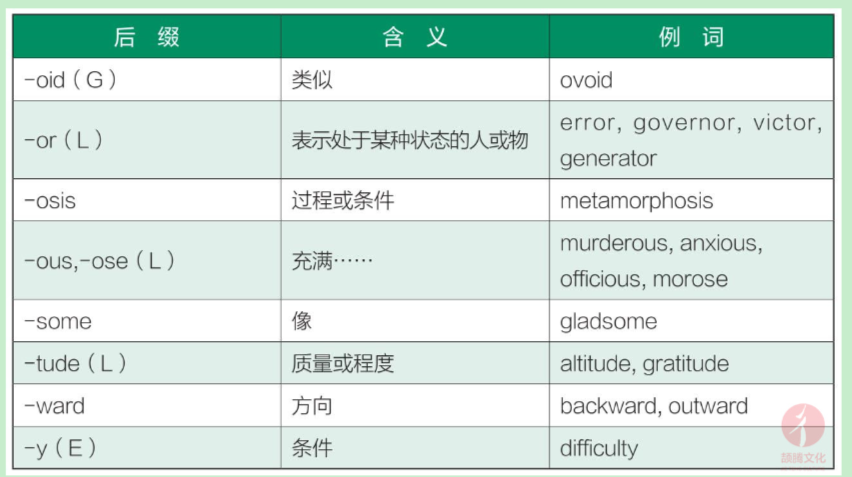 后 缀 含 义 例 词
-oid（G） 类似 ovoid
-or（L） 表示处于某种状态的人或物 error, governor, victor,
generator
-osis 过程或条件 metamorphosis
-ous,-ose（L） 充满…… murderous, anxious,
officious, morose
-some 像 gladsome
-tude（L） 质量或程度 altitude, gratitude
-ward 方向 backward, outward
-y（E） 条件 difficulty
颉腾文化